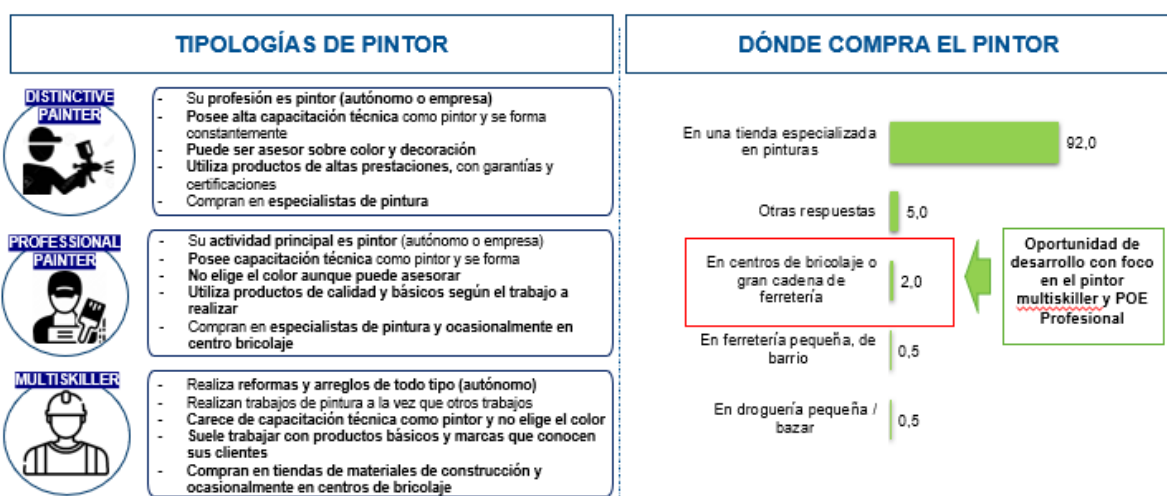 TIPOLOGÍAS DE PINTOR
DISTINCTIVE
PAINTER
- Su profesión es pintor (autónomo o empresa)
- Posee alta capacitación técnica como pintor y se forma
constantemente
- Puede ser asesor sobre color y decoración
- Utiliza productos de altas prestaciones, con garantías y
certificaciones
- Compran en especialistas de pintura
PROFESSIONAL
PAINTER
- Su actividad principal es pintor (autónomo o empresa)
- Posee capacitación técnica como pintor y se forma
- No elige el color aunque puede asesorar
- Utiliza productos de calidad y básicos según el trabajo a
realizar
- Compran en especialistas de pintura y ocasionalmente en
centro bricolaje
MULTISKILLER
- Realiza reformas y arreglos de todo tipo (autónomo)
- Realizan trabajos de pintura a la vez que otros trabajos
- Carece de capacitación técnica como pintor y no elige el color
- Suele trabajar con productos básicos y marcas que conocen
sus clientes
- Compran en tiendas de materiales de construcción y
ocasionalmente en centros de bricolaje
DÓNDE COMPRA EL PINTOR
En una tienda especializada
en pinturas
92,0
Otras respuestas
5,0
En centros de bricolaje o
gran cadena de
ferretería
2,0
Oportunidad de
desarrollo con foco
en el pintor
multiskiller y POE
Profesional
En ferretería pequeña, de
barrio
0,5
En droguería pequeña /
bazar
0,5